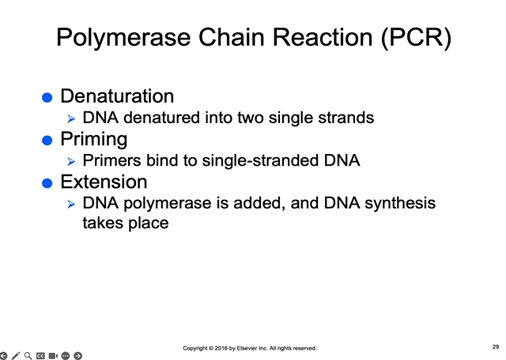 Polymerase Chain Reaction (PCR)
Denaturation
DNA denatured into two single strands
Priming
Primers bind to single-stranded DNA
Extension
DNA polymerase is added, and DNA synthesis
takes place
Copyright © 2016 by Elsevier Inc. All rights reserved.
29